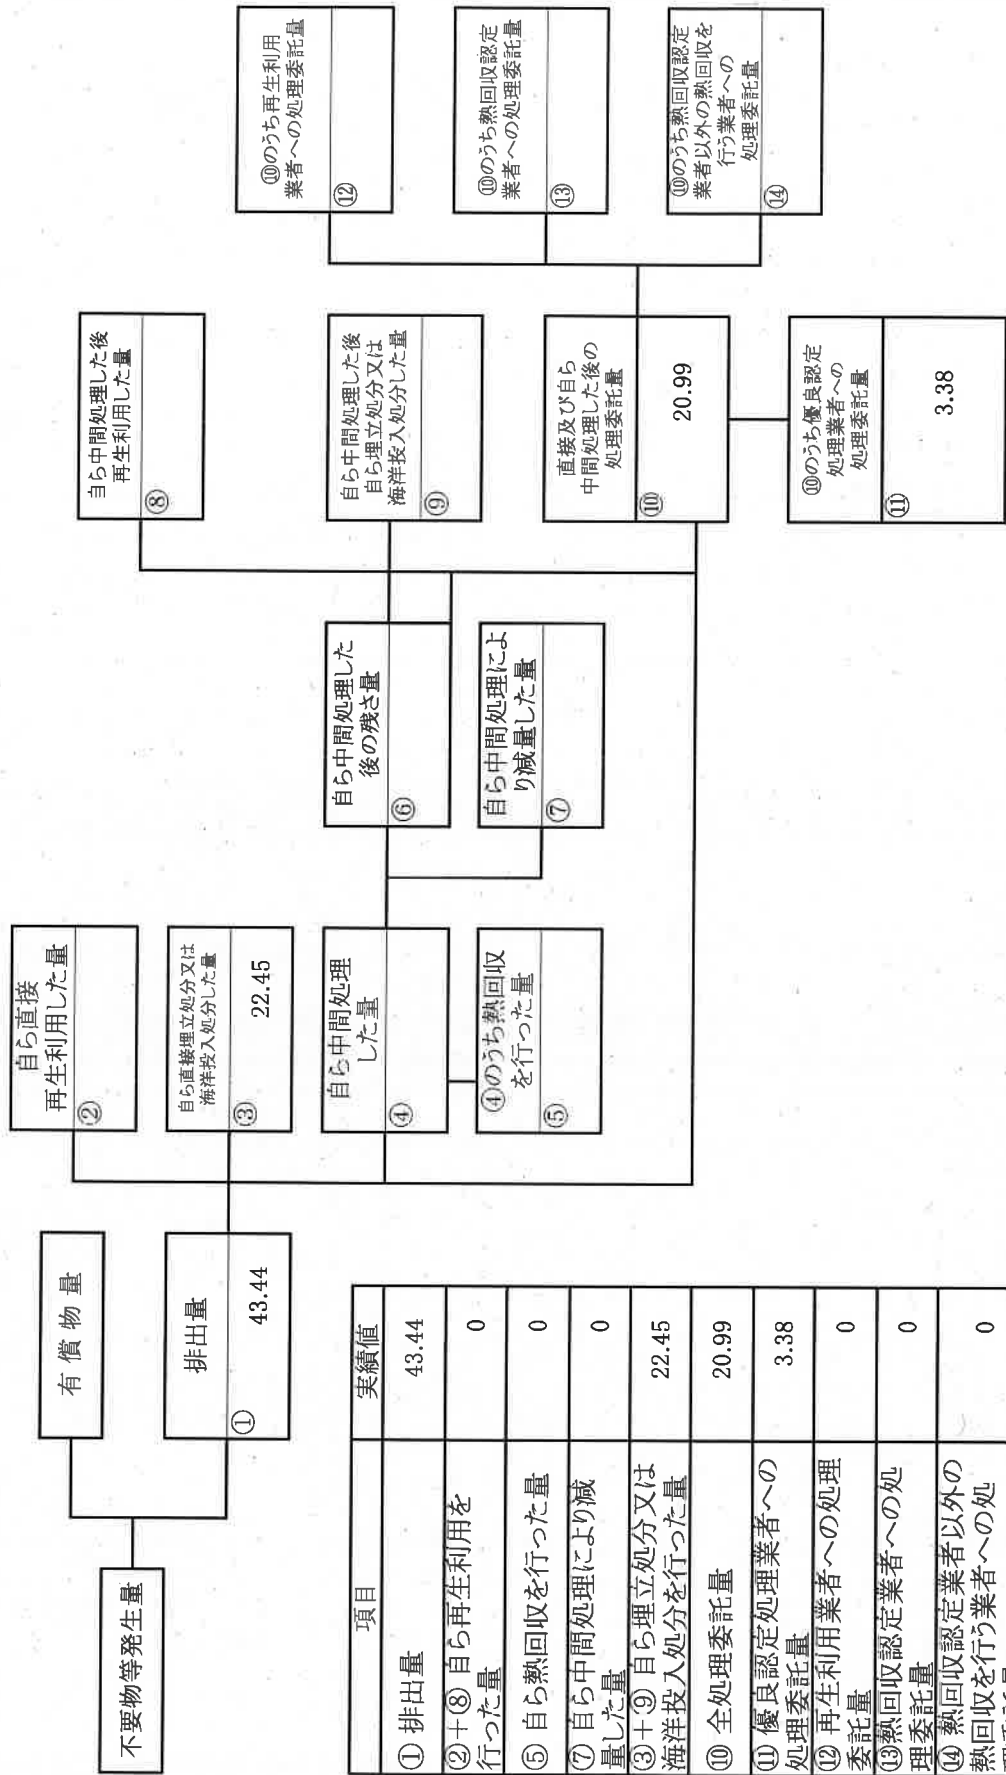 不要物等発生量
有償物量
排出量
①
43.44
自ら直接
再生利用した量
②
自ら直接埋立処分又は
海洋投入処分した量
③
22.45
自ら中間処理
した量
④
④のうち熱回収
を行った量
⑤
自ら中間処理した
後の残さ量
⑥
自ら中間処理によ
り減量した量
⑦
自ら中間処理した後
再生利用した量
⑧
自ら中間処理した後
自ら埋立処分又は
海洋投入処分した量
⑨
直接及び自ら
中間処理した後の
処理委託量
⑩
20.99
⑩のうち優良認定
処理業者への
処理委託量
⑪
3.38
⑩のうち再生利用
業者への処理委託量
⑫
⑩のうち熱回収認定
業者への処理委託量
⑬
⑩のうち熱回収認定
業者以外の熱回収を
行う業者への
処理委託量
⑭
項目 実績値
① 排出量 43.44
②+⑧ 自ら再生利用を
行った量 0
⑤ 自ら熱回収を行った量 0
⑦ 自ら中間処理により減
量した量 0
③+⑨ 自ら埋立処分又は
海洋投入処分を行った量 22.45
⑩ 全処理委託量 20.99
⑪ 優良認定処理業者への
処理委託量 3.38
⑫ 再生利用業者への処理
委託量 0
⑬熱回収認定業者への処
理委託量 0
⑭ 熱回収認定業者以外の
熱回収を行う業者への処 0